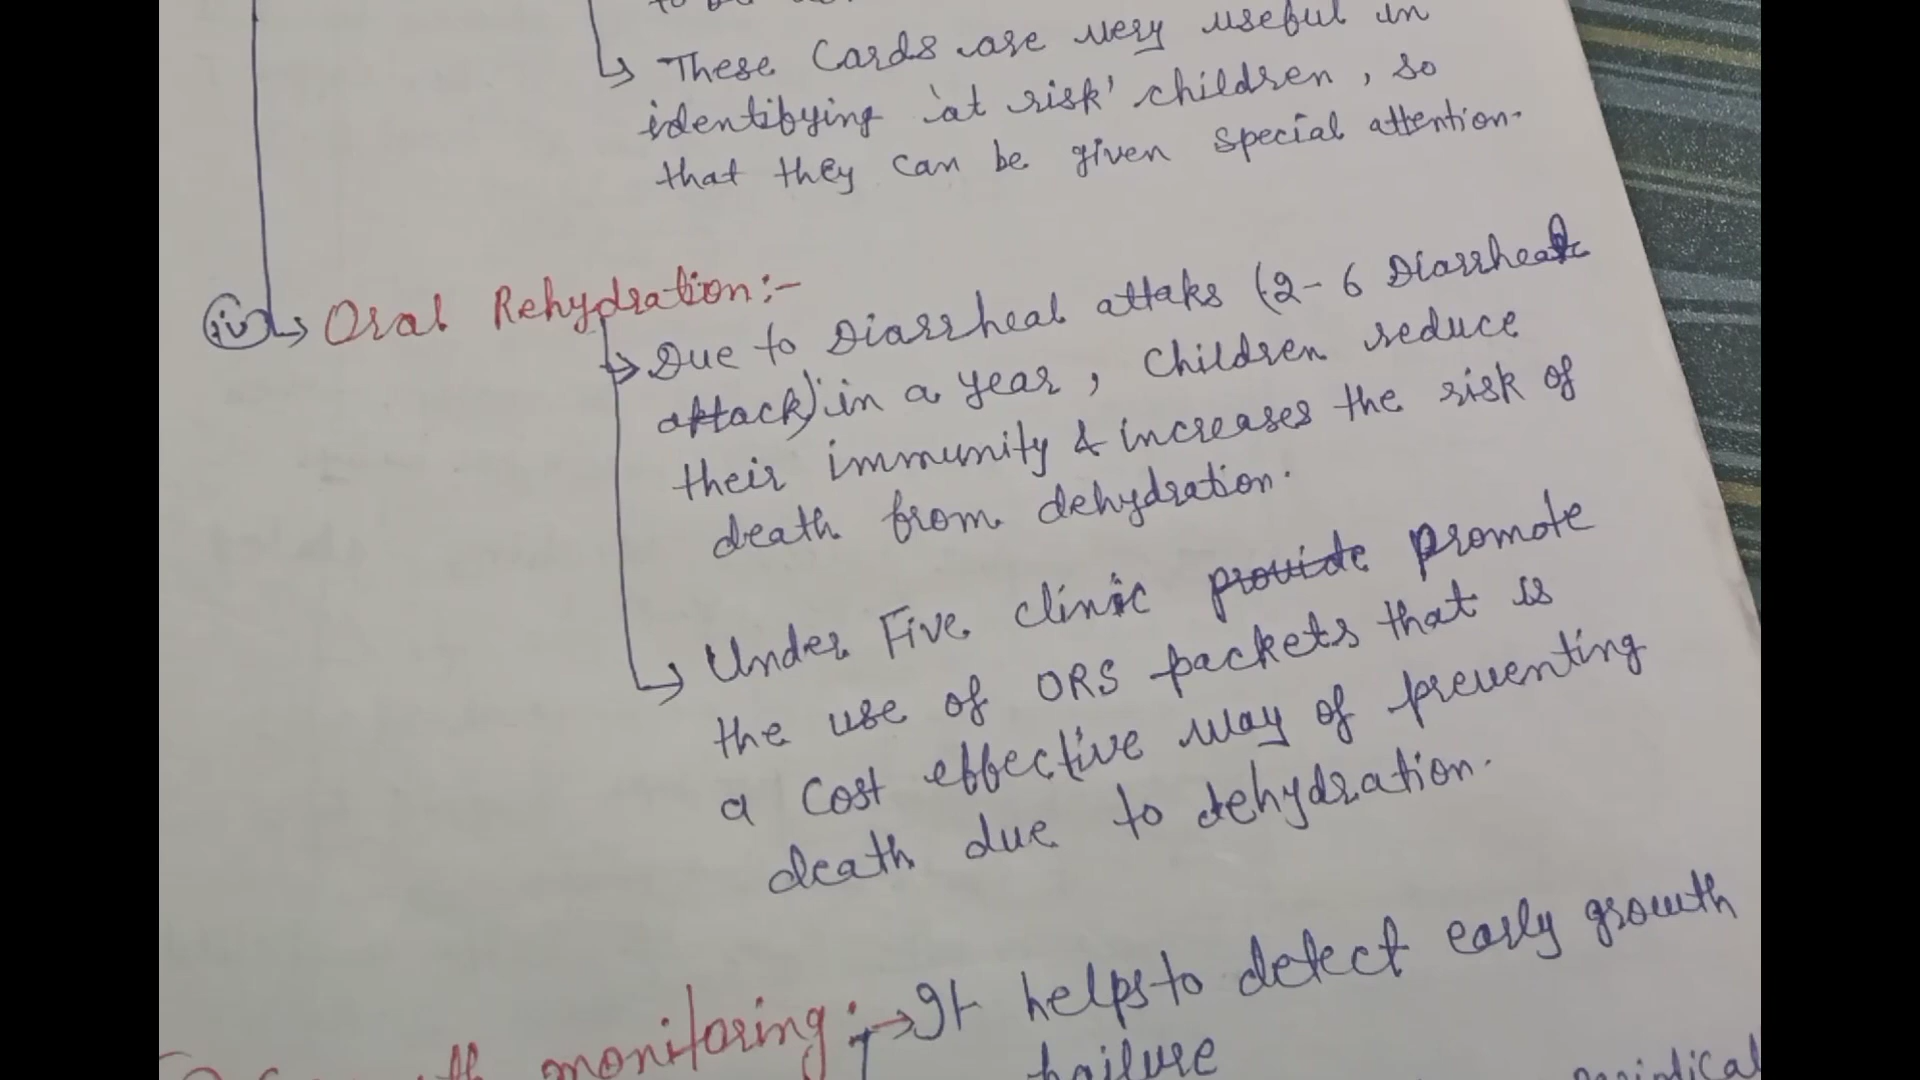 to be
These Cards are very useful in
identifying 'at risk' children, so
that they can be given special attention.
(iv) Oral Rehydration:-
Due to Diarrheal attaks (2-6 Diarrheal
attack) in a year, Children reduce
their immunity & increases the risk of
death from dehydration.
Under Five clinic provide promote
the use of ORS packets that is
a Cost effective way of preventing
death due to dehydration.
monitoring: → It helps to detect early growth
failure